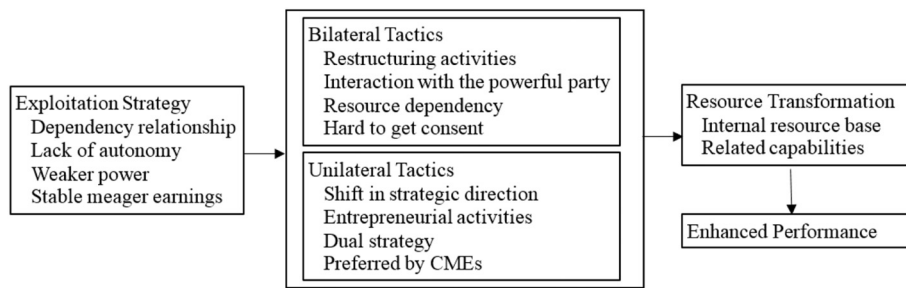 Exploitation Strategy
Dependency relationship
Lack of autonomy
Weaker power
Stable meager earnings
Bilateral Tactics
Restructuring activities
Interaction with the powerful party
Resource dependency
Hard to get consent
Unilateral Tactics
Shift in strategic direction
Entrepreneurial activities
Dual strategy
Preferred by CMEs
Resource Transformation
Internal resource base
Related capabilities
Enhanced Performance